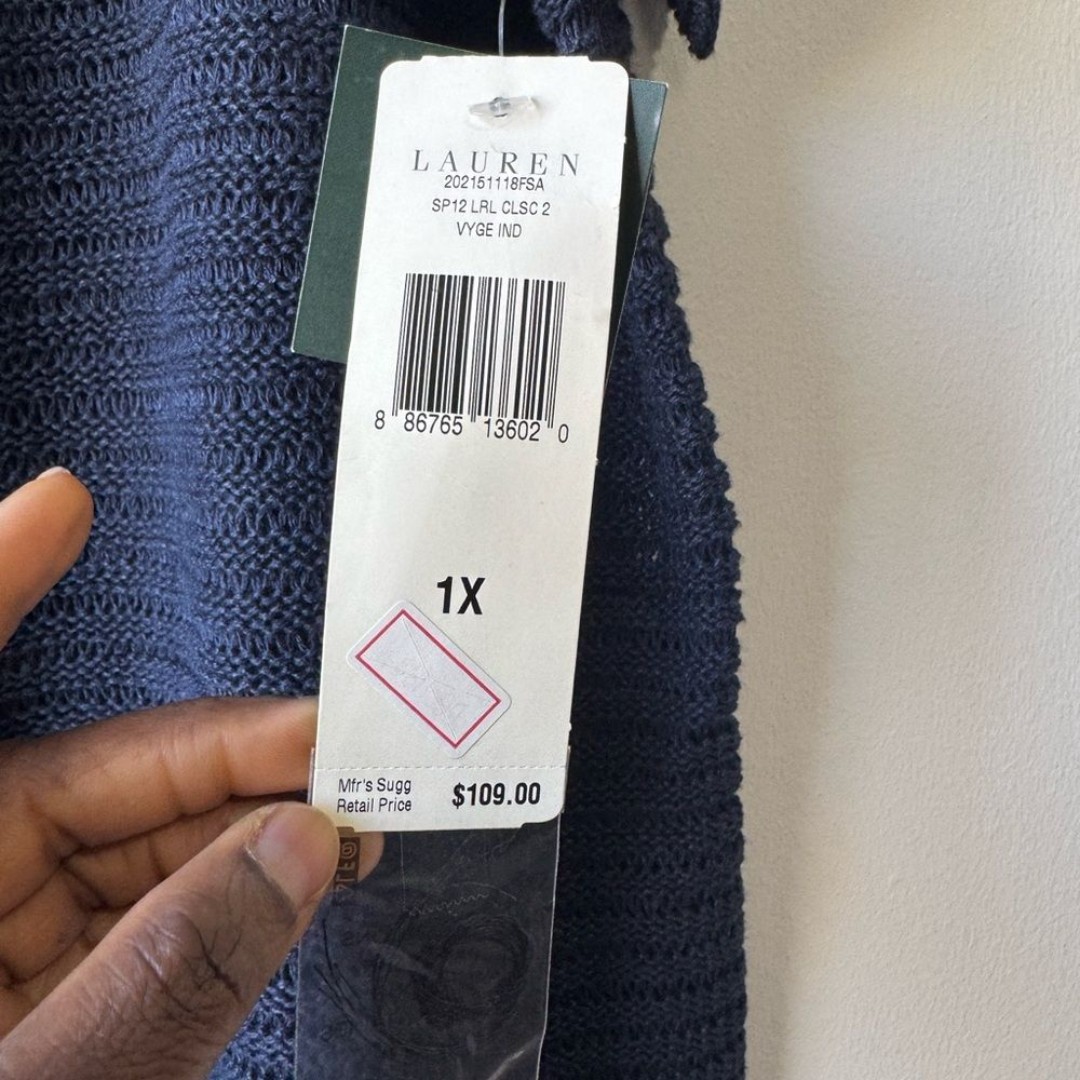 LAUREN
202151118FSA
SP12 LRL CLSC 2
VYGE IND
8 86765 13602 0
1X
Mfr's Sugg
Retail Price
$109.00